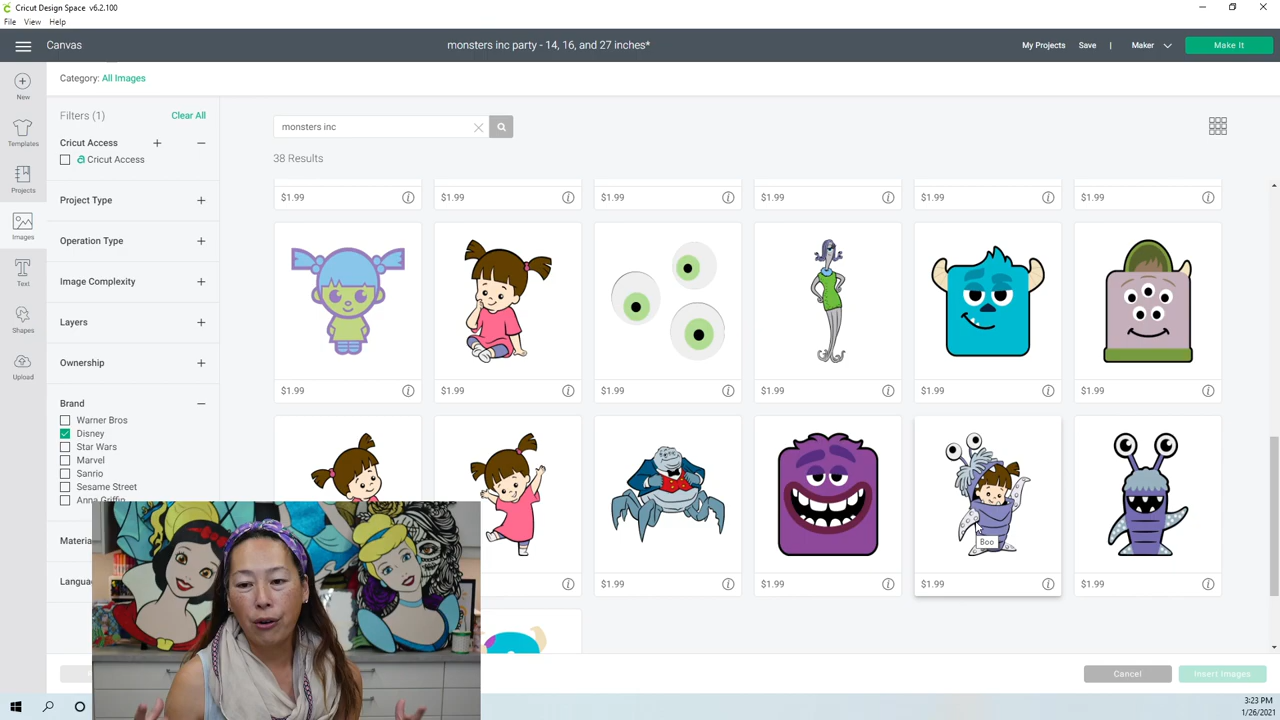 Cricut Design Space v6.2.100
File View Help
Canvas
monsters inc party - 14, 16, and 27 inches*
My Projects Save | Maker Make It
New
Templates
Projects
Images
Text
Shapes
Upload
Category: All Images
Filters (1) Clear All
Cricut Access + −
Cricut Access
Project Type +
Operation Type +
Image Complexity +
Layers +
Ownership +
Brand −
Warner Bros
Disney
Star Wars
Marvel
Sanrio
Sesame Street
Anna Griffin
monsters inc
38 Results
$1.99 $1.99 $1.99 $1.99 $1.99 $1.99
$1.99 $1.99 $1.99 $1.99 $1.99 $1.99
Boo
$1.99 $1.99 $1.99 $1.99
Cancel Insert Images
3:23 PM
1/26/2021